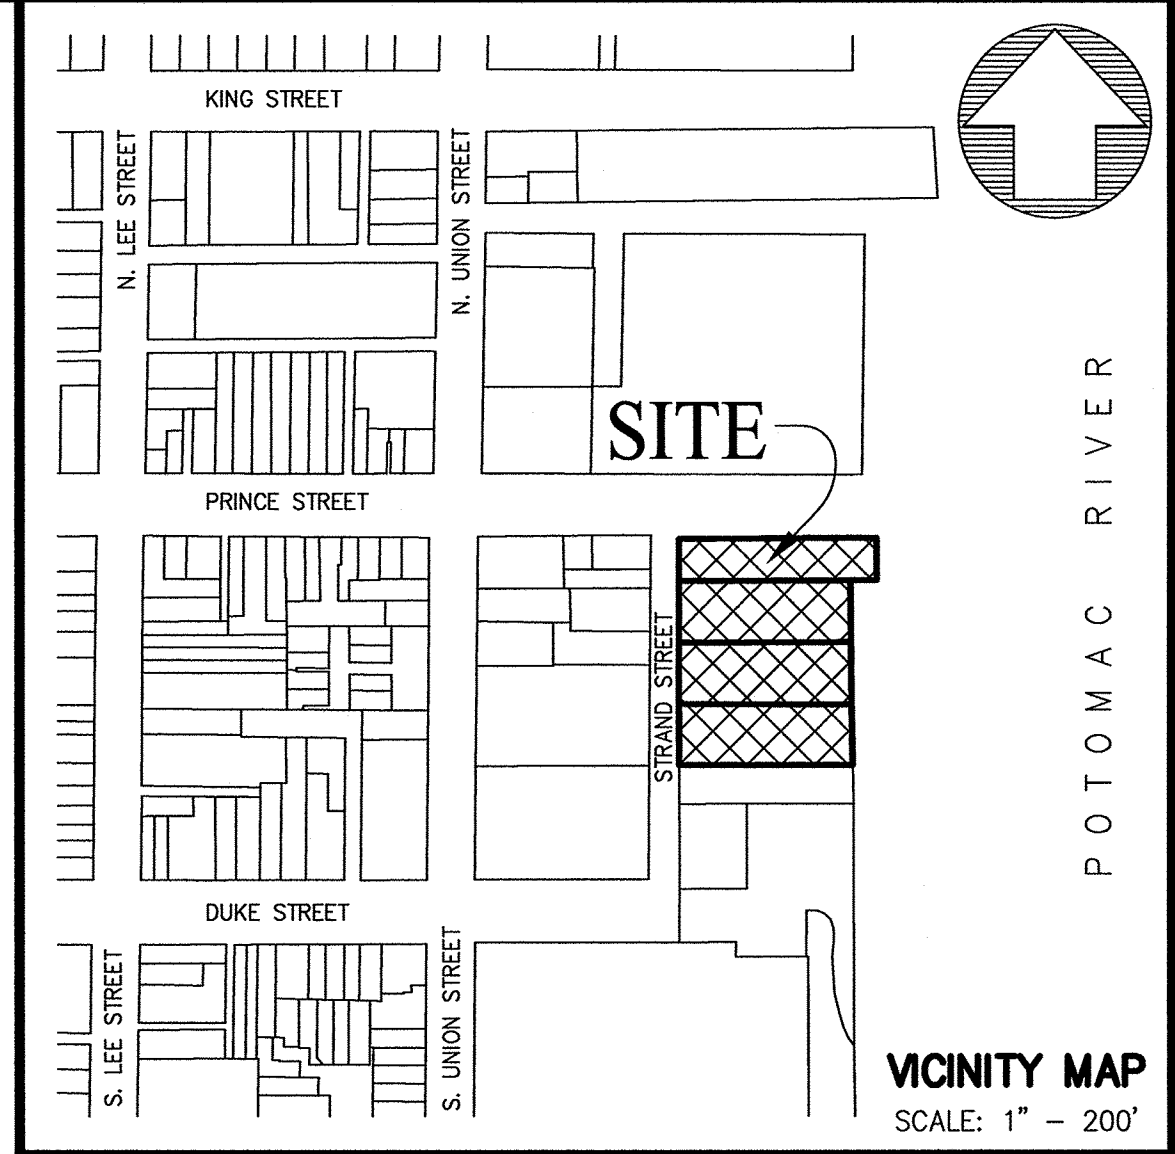 KING STREET
N. LEE STREET
N. UNION STREET
SITE
POTOMAC RIVER
PRINCE STREET
STRAND STREET
DUKE STREET
S. LEE STREET
S. UNION STREET
VICINITY MAP
SCALE: 1" – 200'